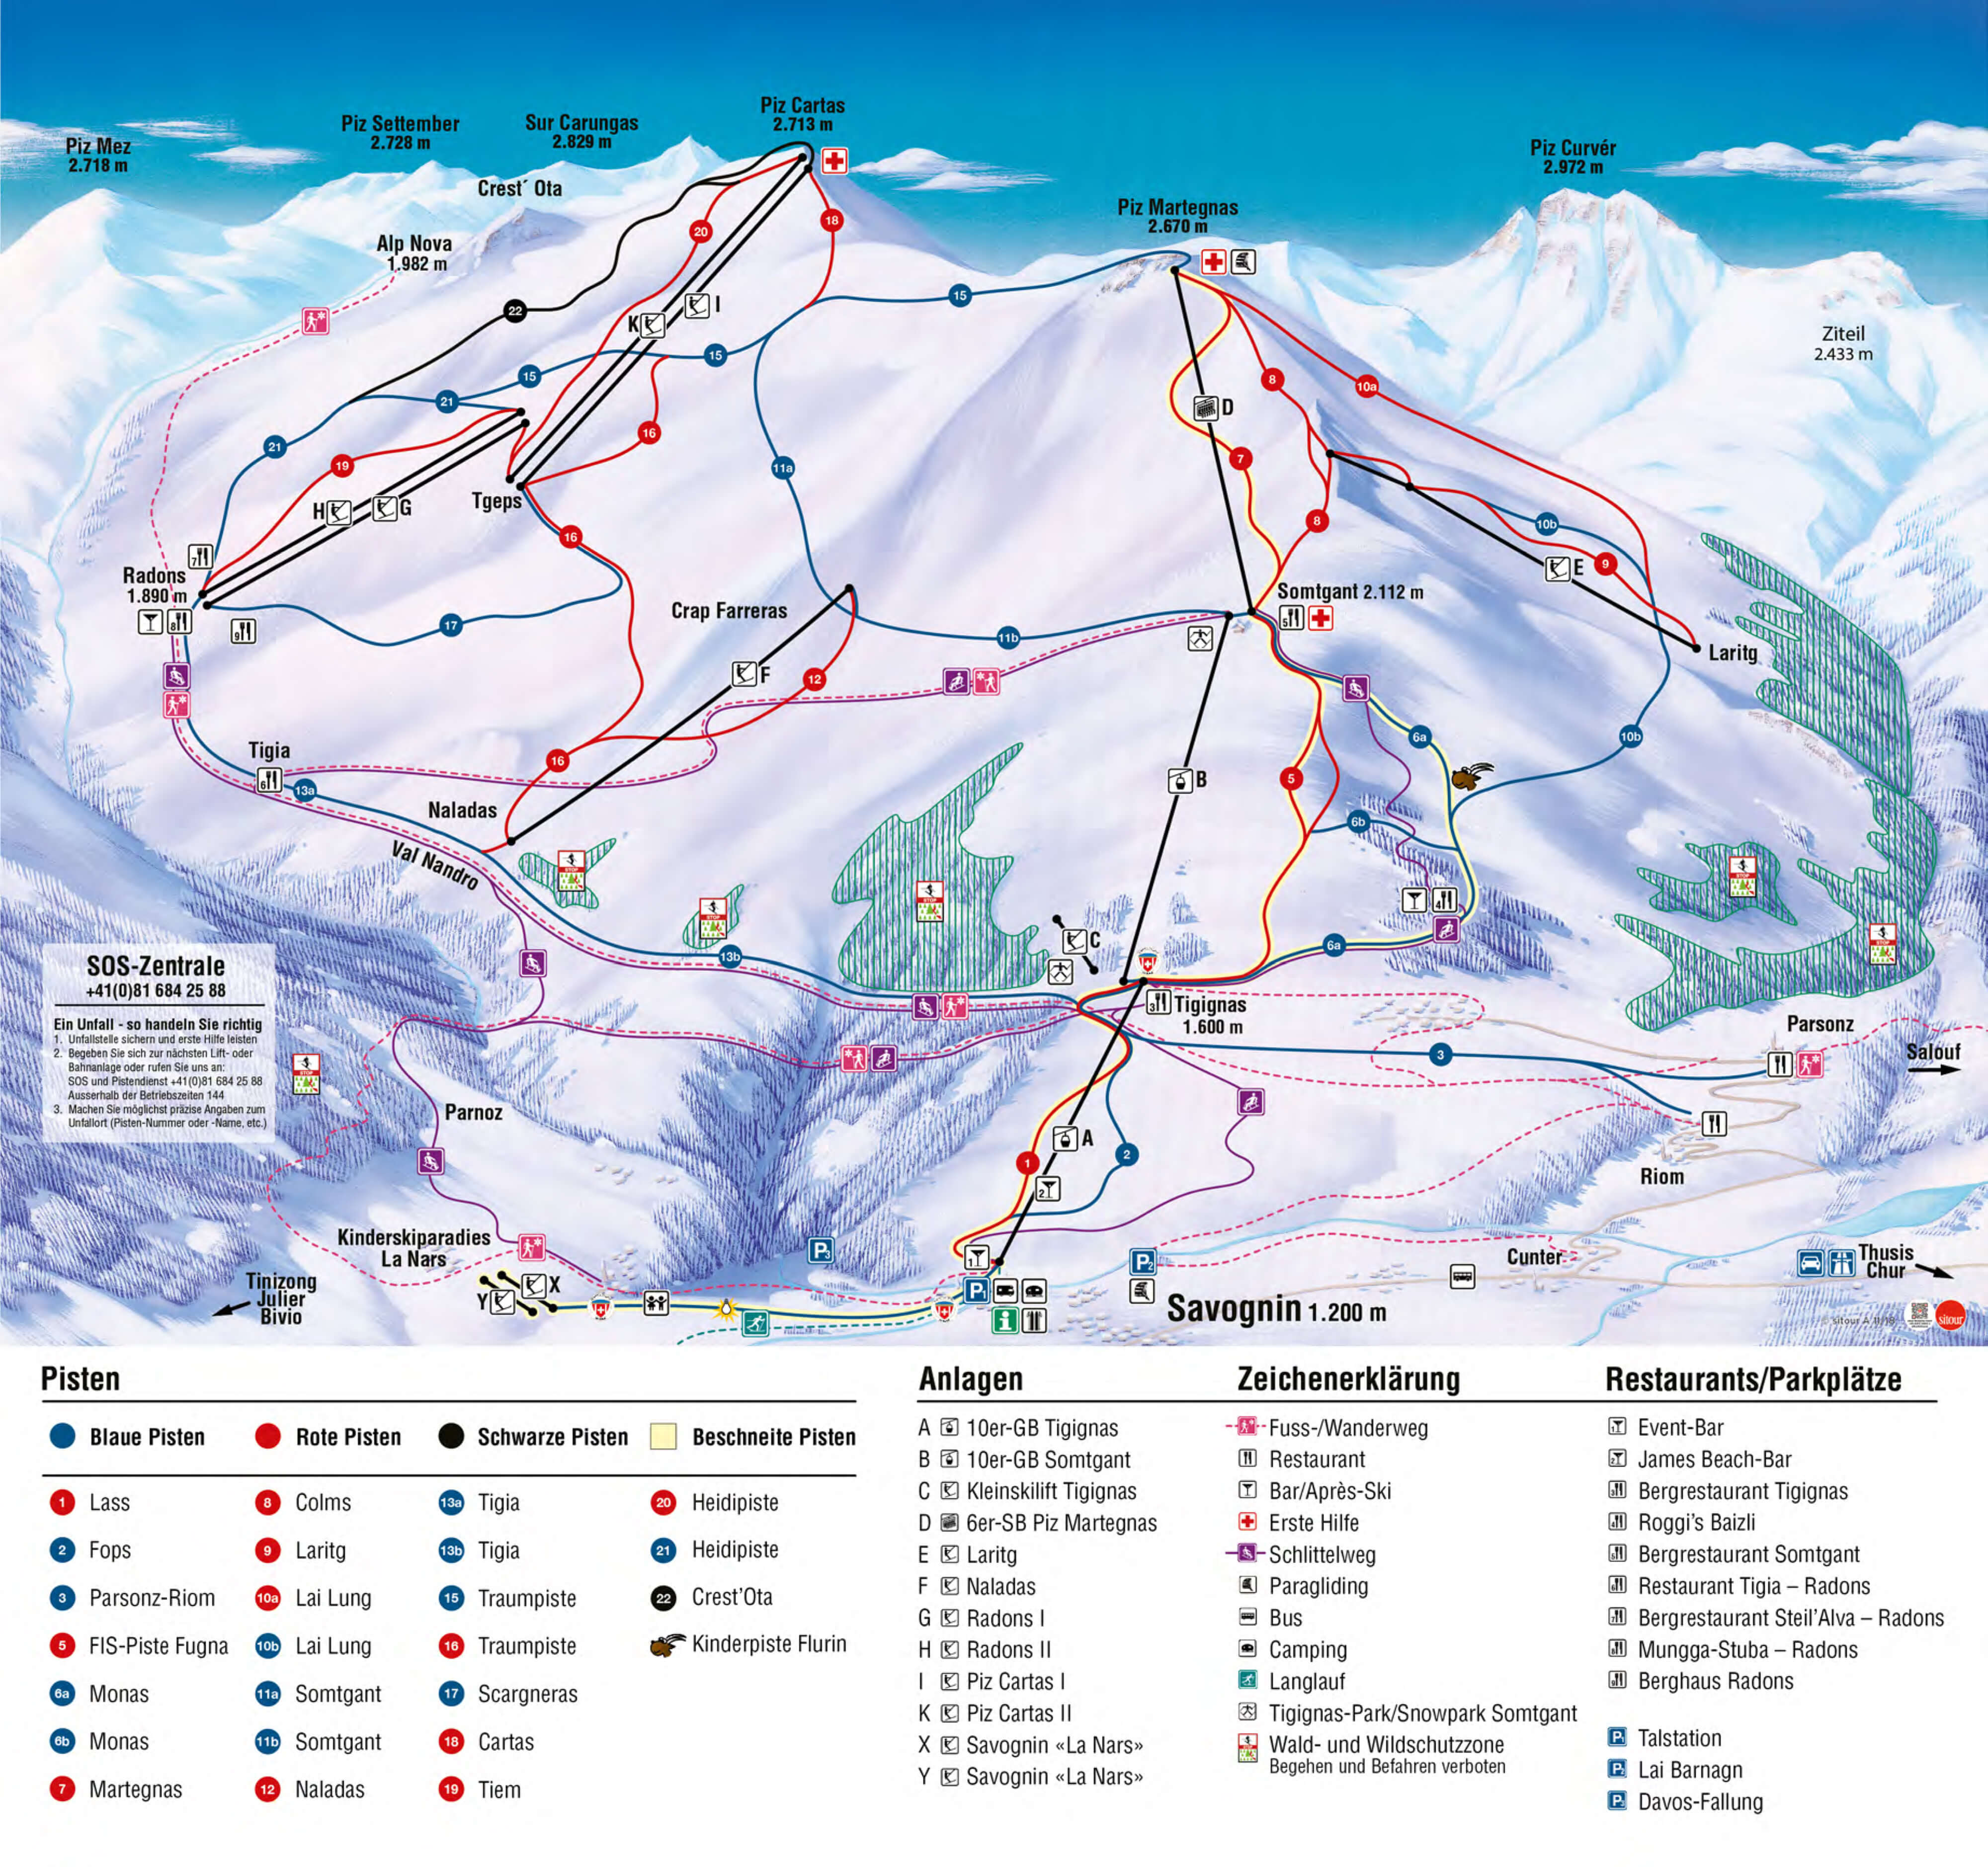 Piz Mez
2.718 m
Piz Settember
2.728 m
Sur Carungas
2.829 m
Piz Cartas
2.713 m
Crest´ Ota
Alp Nova
1.982 m
Piz Martegnas
2.670 m
Piz Curvér
2.972 m
Ziteil
2.433 m
20
18
15
22
K
I
15
15
21
21
16
19
H
G
Tgeps
16
11a
D
8
10a
7
8
10b
E
9
7
Radons
1.890 m
8
9
17
Crap Farreras
F
12
11b
Somtgant 2.112 m
5
Laritg
6a
10b
Tigia
6
13a
16
Naladas
Val Nandro
B
5
6b
4
STOP
STOP
STOP
STOP
STOP
13b
C
6a
3
Tigignas
1.600 m
SOS-Zentrale
+41(0)81 684 25 88
Ein Unfall - so handeln Sie richtig
1. Unfallstelle sichern und erste Hilfe leisten
2. Begeben Sie sich zur nächsten Lift- oder
Bahnanlage oder rufen Sie uns an:
SOS und Pistendienst +41(0)81 684 25 88
Ausserhalb der Betriebszeiten 144
3. Machen Sie möglichst präzise Angaben zum
Unfallort (Pisten-Nummer oder -Name, etc.)
STOP
Parsonz
Salouf
3
Parnoz
A
1
2
2
Riom
Kinderskiparadies
La Nars
P3
1
P2
Cunter
Thusis
Chur
Tinizong
Julier
Bivio
X
Y
P1
i
Savognin 1.200 m
© sitour A 11/18
sitour
Pisten
Blaue Pisten
Rote Pisten
Schwarze Pisten
Beschneite Pisten
1 Lass
2 Fops
3 Parsonz-Riom
5 FIS-Piste Fugna
6a Monas
6b Monas
7 Martegnas
8 Colms
9 Laritg
10a Lai Lung
10b Lai Lung
11a Somtgant
11b Somtgant
12 Naladas
13a Tigia
13b Tigia
15 Traumpiste
16 Traumpiste
17 Scargneras
18 Cartas
19 Tiem
20 Heidipiste
21 Heidipiste
22 Crest'Ota
Kinderpiste Flurin
Anlagen
A 10er-GB Tigignas
B 10er-GB Somtgant
C Kleinskilift Tigignas
D 6er-SB Piz Martegnas
E Laritg
F Naladas
G Radons I
H Radons II
I Piz Cartas I
K Piz Cartas II
X Savognin «La Nars»
Y Savognin «La Nars»
Zeichenerklärung
Fuss-/Wanderweg
Restaurant
Bar/Après-Ski
Erste Hilfe
Schlittelweg
Paragliding
Bus
Camping
Langlauf
Tigignas-Park/Snowpark Somtgant
Wald- und Wildschutzzone
Begehen und Befahren verboten
Restaurants/Parkplätze
1 Event-Bar
2 James Beach-Bar
3 Bergrestaurant Tigignas
4 Roggi's Baizli
5 Bergrestaurant Somtgant
6 Restaurant Tigia – Radons
7 Bergrestaurant Steil'Alva – Radons
8 Mungga-Stuba – Radons
9 Berghaus Radons
P1 Talstation
P2 Lai Barnagn
P3 Davos-Fallung